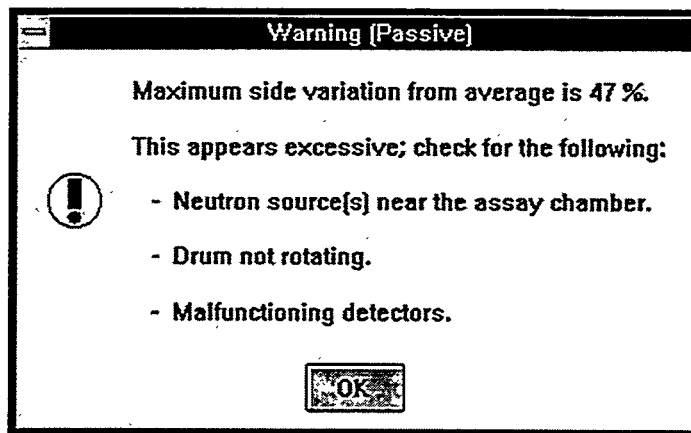 Warning (Passive)
Maximum side variation from average is 47 %.
This appears excessive; check for the following:
- Neutron source(s) near the assay chamber.
- Drum not rotating.
- Malfunctioning detectors.
OK